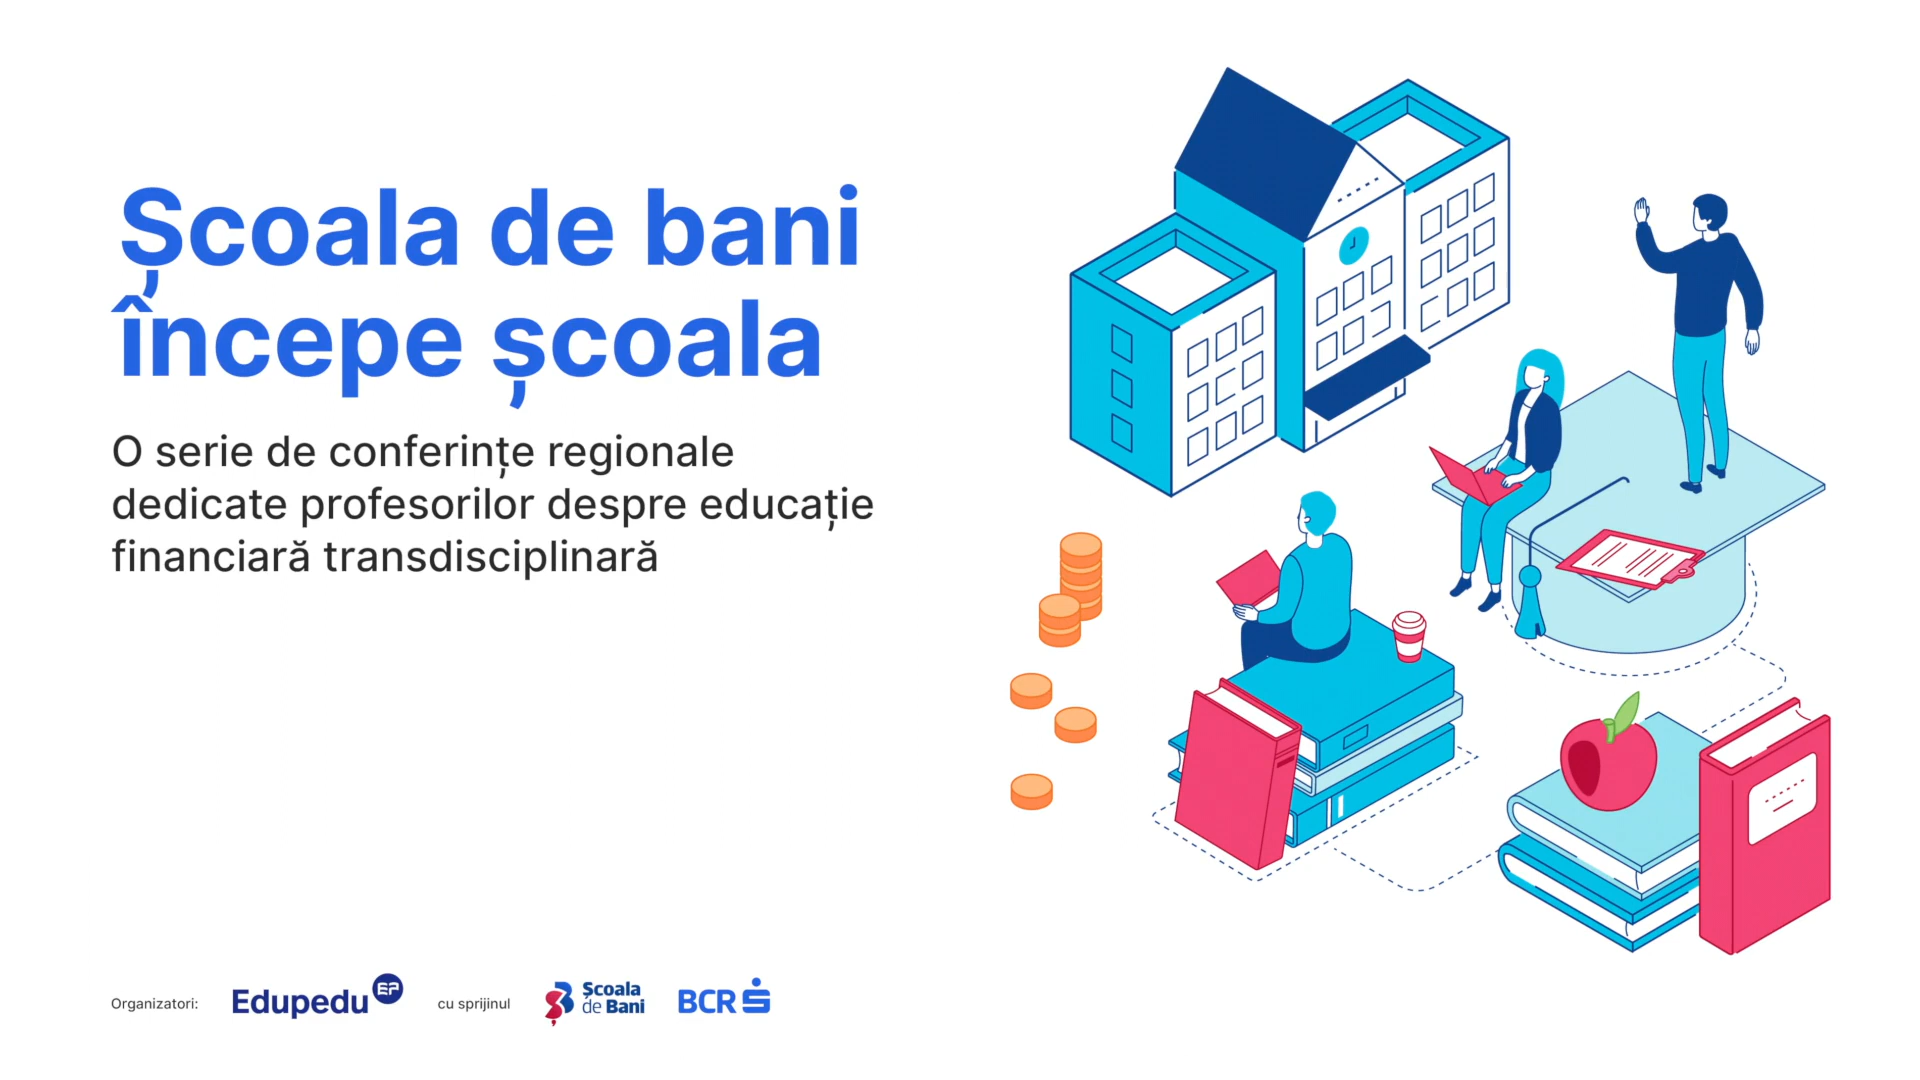 Școala de bani
începe școala
O serie de conferințe regionale
dedicate profesorilor despre educație
financiară transdisciplinară
Organizatori:
Edupedu EP
cu sprijinul
Școala
de Bani
BCR